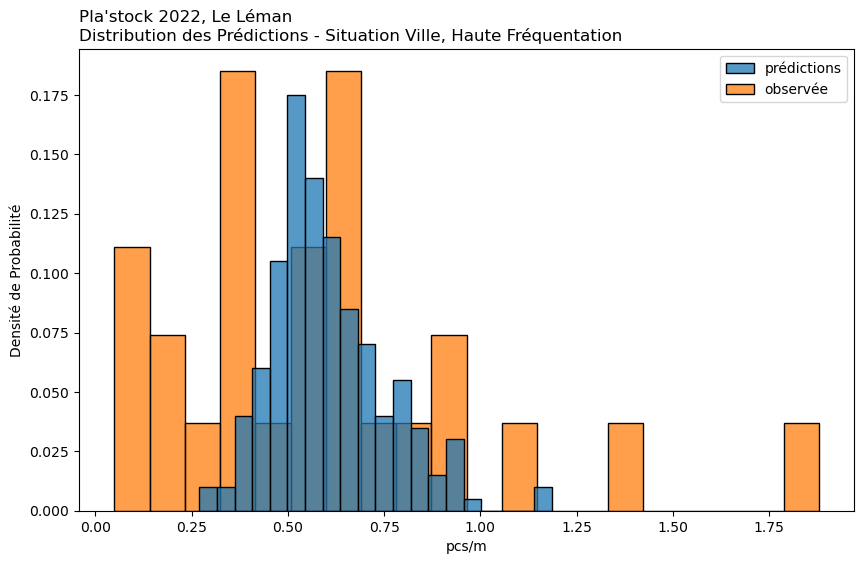 Pla'stock 2022, Le Léman
Distribution des Prédictions - Situation Ville, Haute Fréquentation
prédictions
observée
Densité de Probabilité
0.175
0.150
0.125
0.100
0.075
0.050
0.025
0.000
0.00 0.25 0.50 0.75 1.00 1.25 1.50 1.75
pcs/m